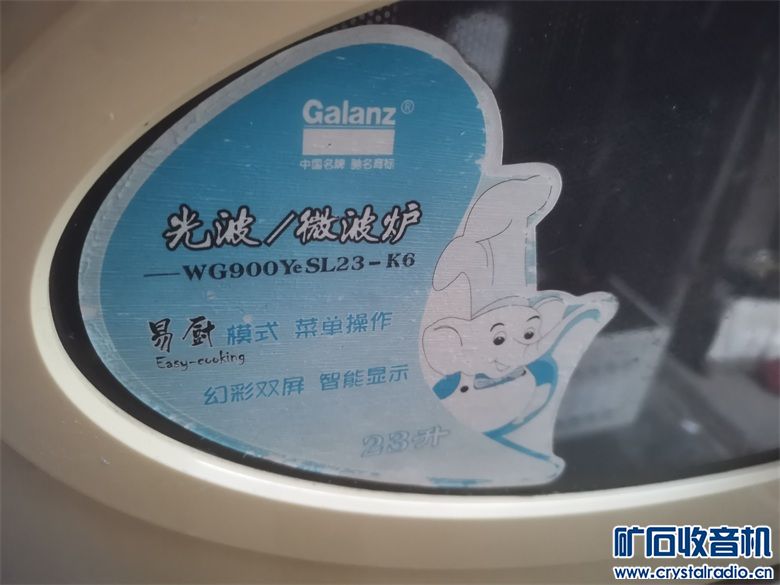 Galanz®
中国名牌 驰名商标
光波/微波炉
—WG900YeSL23-K6
易厨 模式 菜单操作
Easy-cooking
幻彩双屏 智能显示
23升
矿石收音机
www.crystalradio.cn